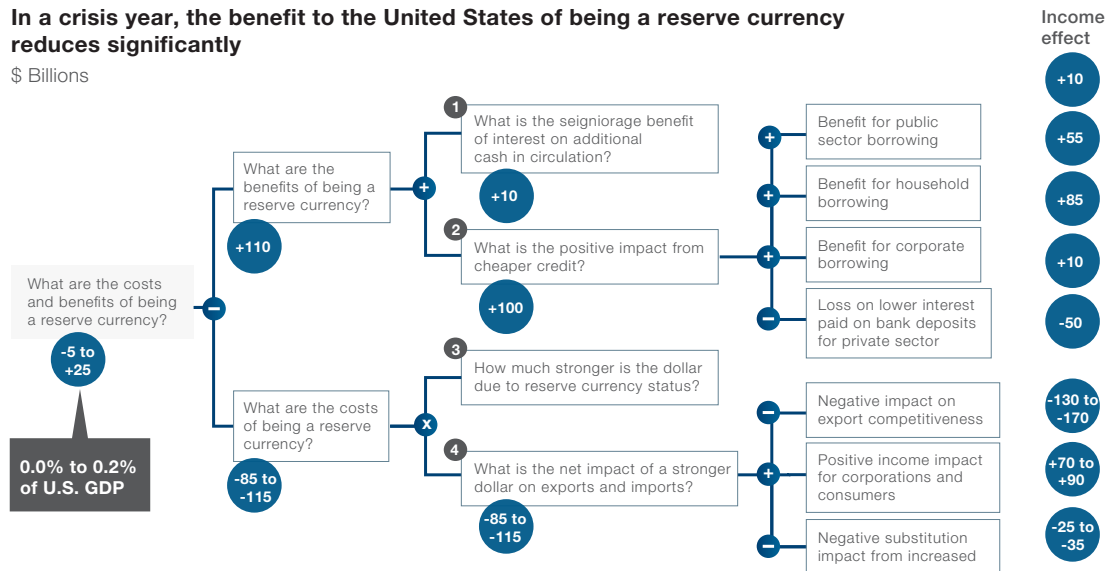 In a crisis year, the benefit to the United States of being a reserve currency
reduces significantly
$ Billions
Income
effect
+10
1
What is the seigniorage benefit
of interest on additional
cash in circulation?
+10
What are the
benefits of being a
reserve currency?
+110
+
2
What is the positive impact from
cheaper credit?
+100
+
Benefit for public
sector borrowing
+55
+
Benefit for household
borrowing
+85
+
Benefit for corporate
borrowing
+10
−
Loss on lower interest
paid on bank deposits
for private sector
-50
What are the costs
and benefits of being
a reserve currency?
-5 to
+25
−
0.0% to 0.2%
of U.S. GDP
What are the costs
of being a reserve
currency?
-85 to
-115
x
3
How much stronger is the dollar
due to reserve currency status?
4
What is the net impact of a stronger
dollar on exports and imports?
-85 to
-115
−
Negative impact on
export competitiveness
-130 to
-170
+
Positive income impact
for corporations and
consumers
+70 to
+90
−
Negative substitution
impact from increased
-25 to
-35